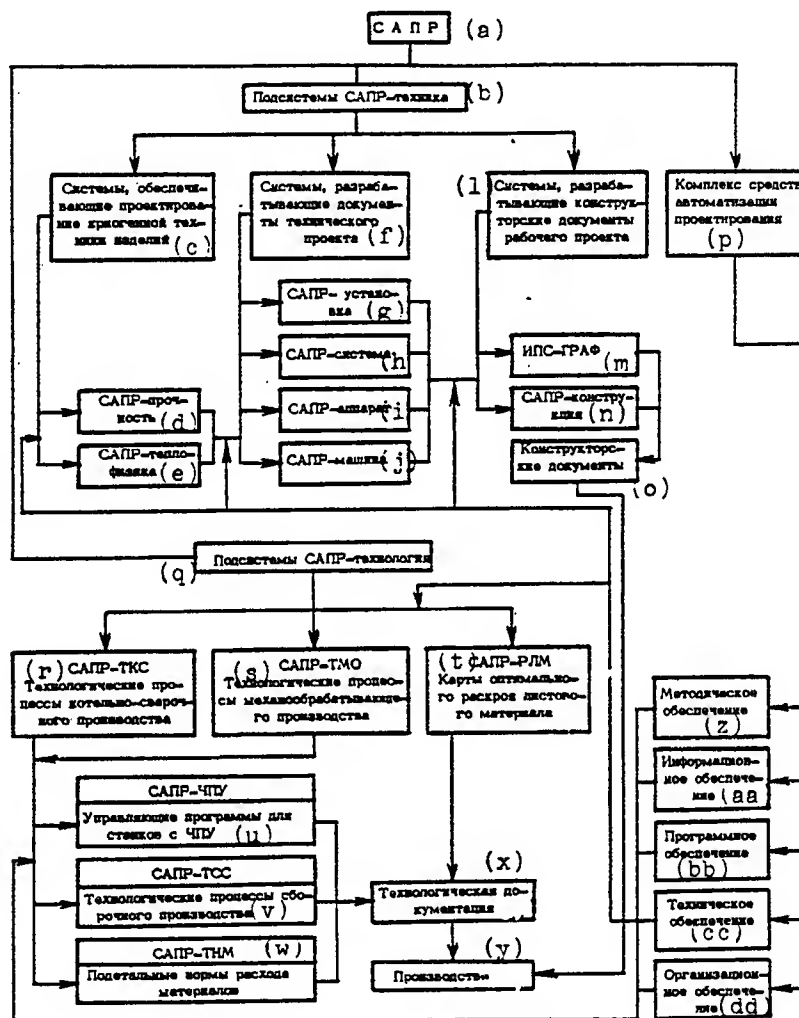 САПР (a)
Подсистемы САПР-техника (b)
Системы, обеспечи-
вающие проектирова-
ние криогенной тех-
ники изделий (c)
Системы, разраба-
тывающие докумен-
ты технического
проекта (f)
(l) Системы, разраба-
тывающие конструк-
торские документы
рабочего проекта
Комплекс средств
автоматизации
проектирования
(p)
САПР- установ-
ка (g)
САПР-система (h
САПР-аппарат (i
САПР-машина (j)
САПР-проч-
ность (d)
САПР-тепло-
физика (e)
ИПС-ГРАФ (m)
САПР-констру-
кция (n)
Конструкторс-
кие документы
(o)
Подсистемы САПР-технология
(q)
(r) САПР-ТКС
Технологические про-
цессы котельно-свароч-
ного производства
(s) САПР-ТМО
Технологические процес-
сы механообрабатывающе-
го производства
(t) САПР-РЛМ
Карты оптимально-
го раскроя листово-
го материала
САПР-ЧПУ
Управляющие программы для
станков с ЧПУ (u)
САПР-ТСС
Технологические процессы сбо-
рочного производства (v)
САПР-ТНМ (w)
Подетальные нормы расхода
материалов
(x)
Технологическая до-
кументация
(y)
Производство
Методическое
обеспечение
(z)
Информацион-
ное обеспече-
ние (aa
Программное
обеспечение
(bb)
Техническое
обеспечение
(cc)
Организацион-
ное обеспече-
ние (dd)